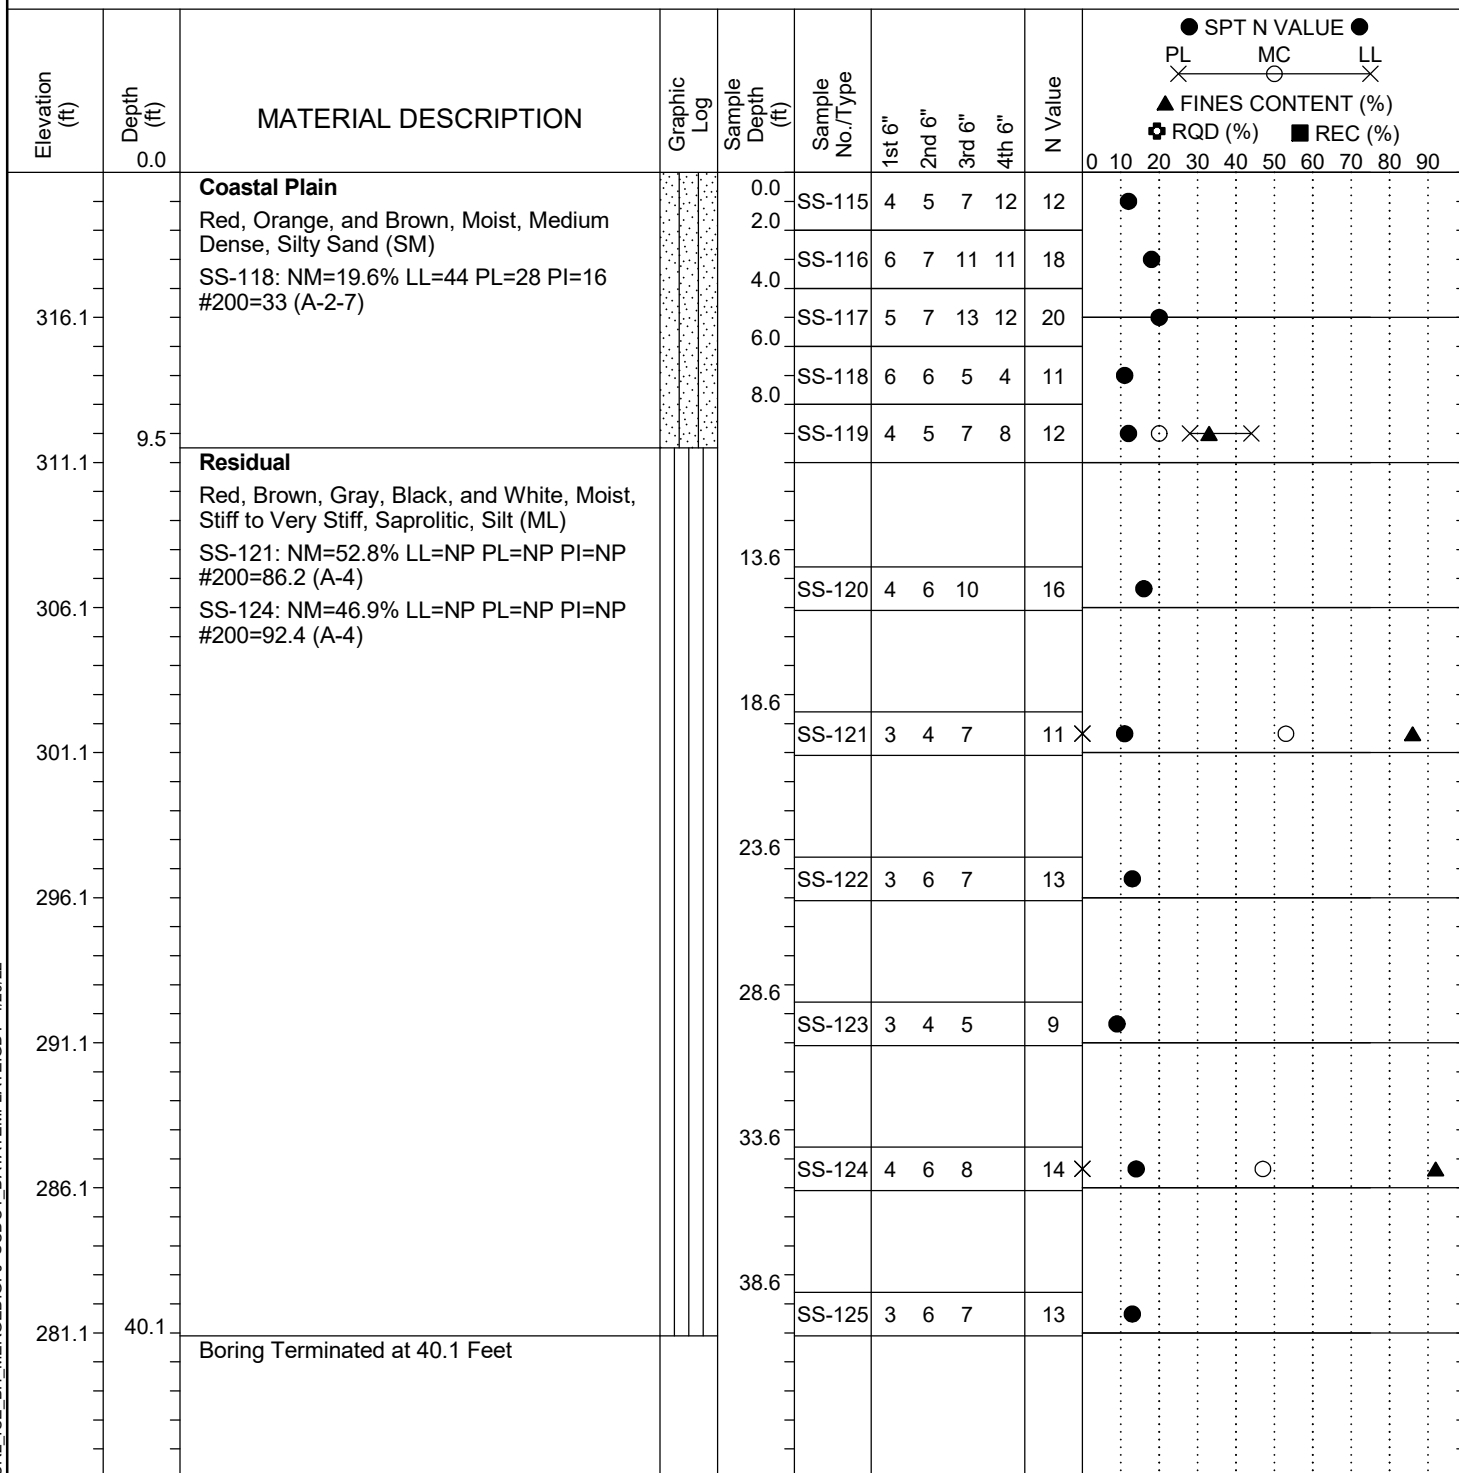 Elevation (ft)
Depth (ft)
0.0
MATERIAL DESCRIPTION
Graphic Log
Sample Depth (ft)
Sample No./Type
1st 6"
2nd 6"
3rd 6"
4th 6"
N Value
SPT N VALUE
PL MC LL
FINES CONTENT (%)
RQD (%) REC (%)
0 10 20 30 40 50 60 70 80 90
Coastal Plain
Red, Orange, and Brown, Moist, Medium
Dense, Silty Sand (SM)
SS-118: NM=19.6% LL=44 PL=28 PI=16
#200=33 (A-2-7)
0.0
SS-115 4 5 7 12 12
2.0
SS-116 6 7 11 11 18
4.0
316.1
SS-117 5 7 13 12 20
6.0
SS-118 6 6 5 4 11
8.0
SS-119 4 5 7 8 12
9.5
311.1
Residual
Red, Brown, Gray, Black, and White, Moist,
Stiff to Very Stiff, Saprolitic, Silt (ML)
SS-121: NM=52.8% LL=NP PL=NP PI=NP
#200=86.2 (A-4)
SS-124: NM=46.9% LL=NP PL=NP PI=NP
#200=92.4 (A-4)
13.6
SS-120 4 6 10 16
306.1
18.6
SS-121 3 4 7 11
301.1
23.6
SS-122 3 6 7 13
296.1
28.6
SS-123 3 4 5 9
291.1
33.6
SS-124 4 6 8 14
286.1
38.6
SS-125 3 6 7 13
281.1
40.1
Boring Terminated at 40.1 Feet